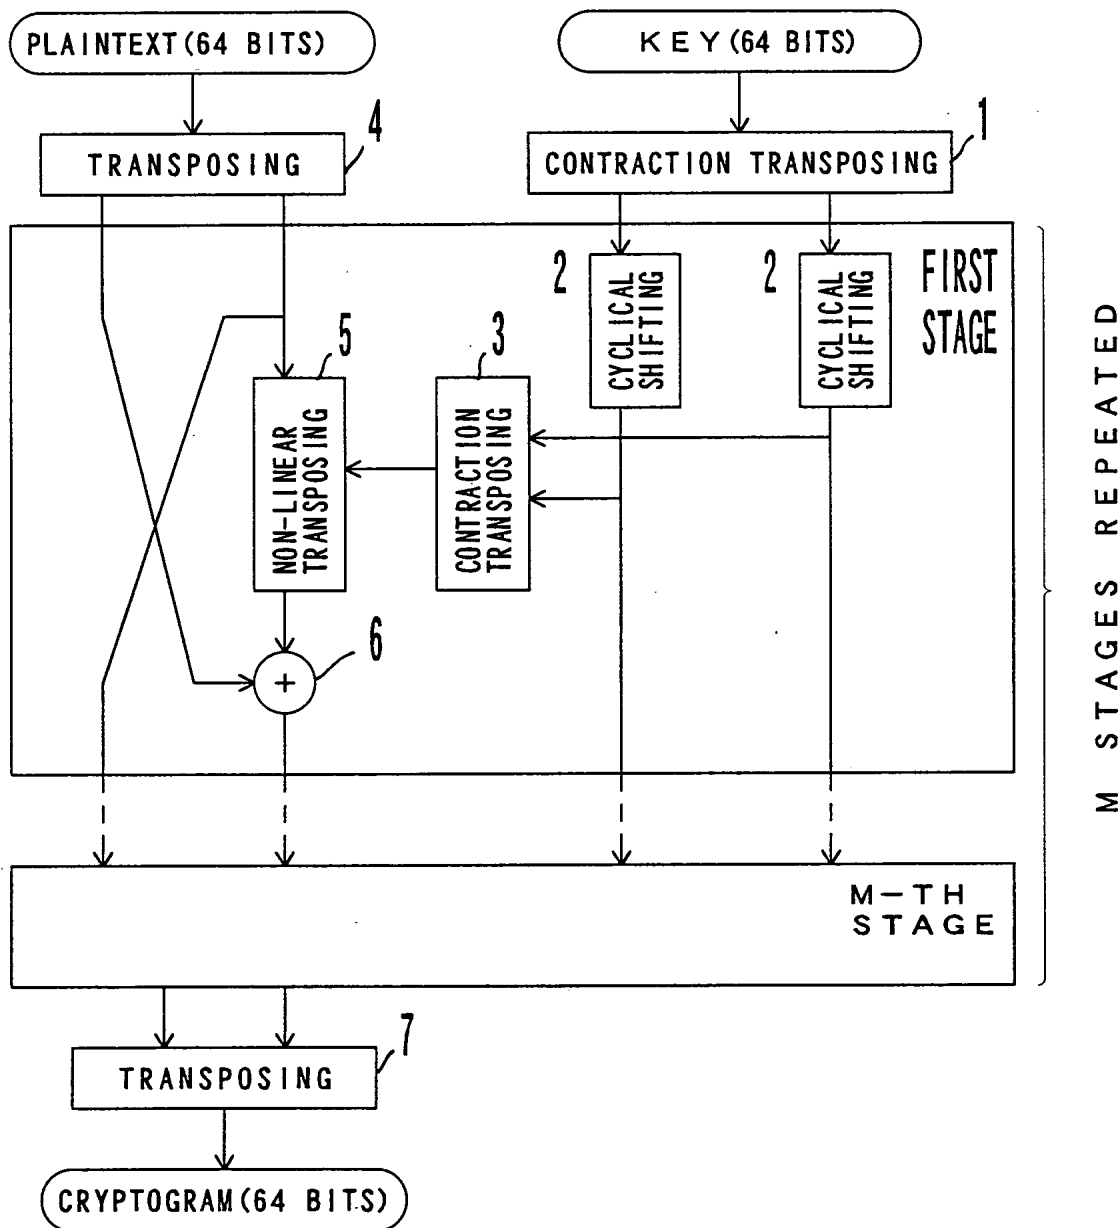 PLAINTEXT(64 BITS)
KEY(64 BITS)
4
1
TRANSPOSING
CONTRACTION TRANSPOSING
2
CYCLICAL
SHIFTING
2
CYCLICAL
SHIFTING
FIRST
STAGE
5
NON-LINEAR
TRANSPOSING
3
CONTRACTION
TRANSPOSING
6
+
M STAGES REPEATED
M-TH
STAGE
7
TRANSPOSING
CRYPTOGRAM(64 BITS)